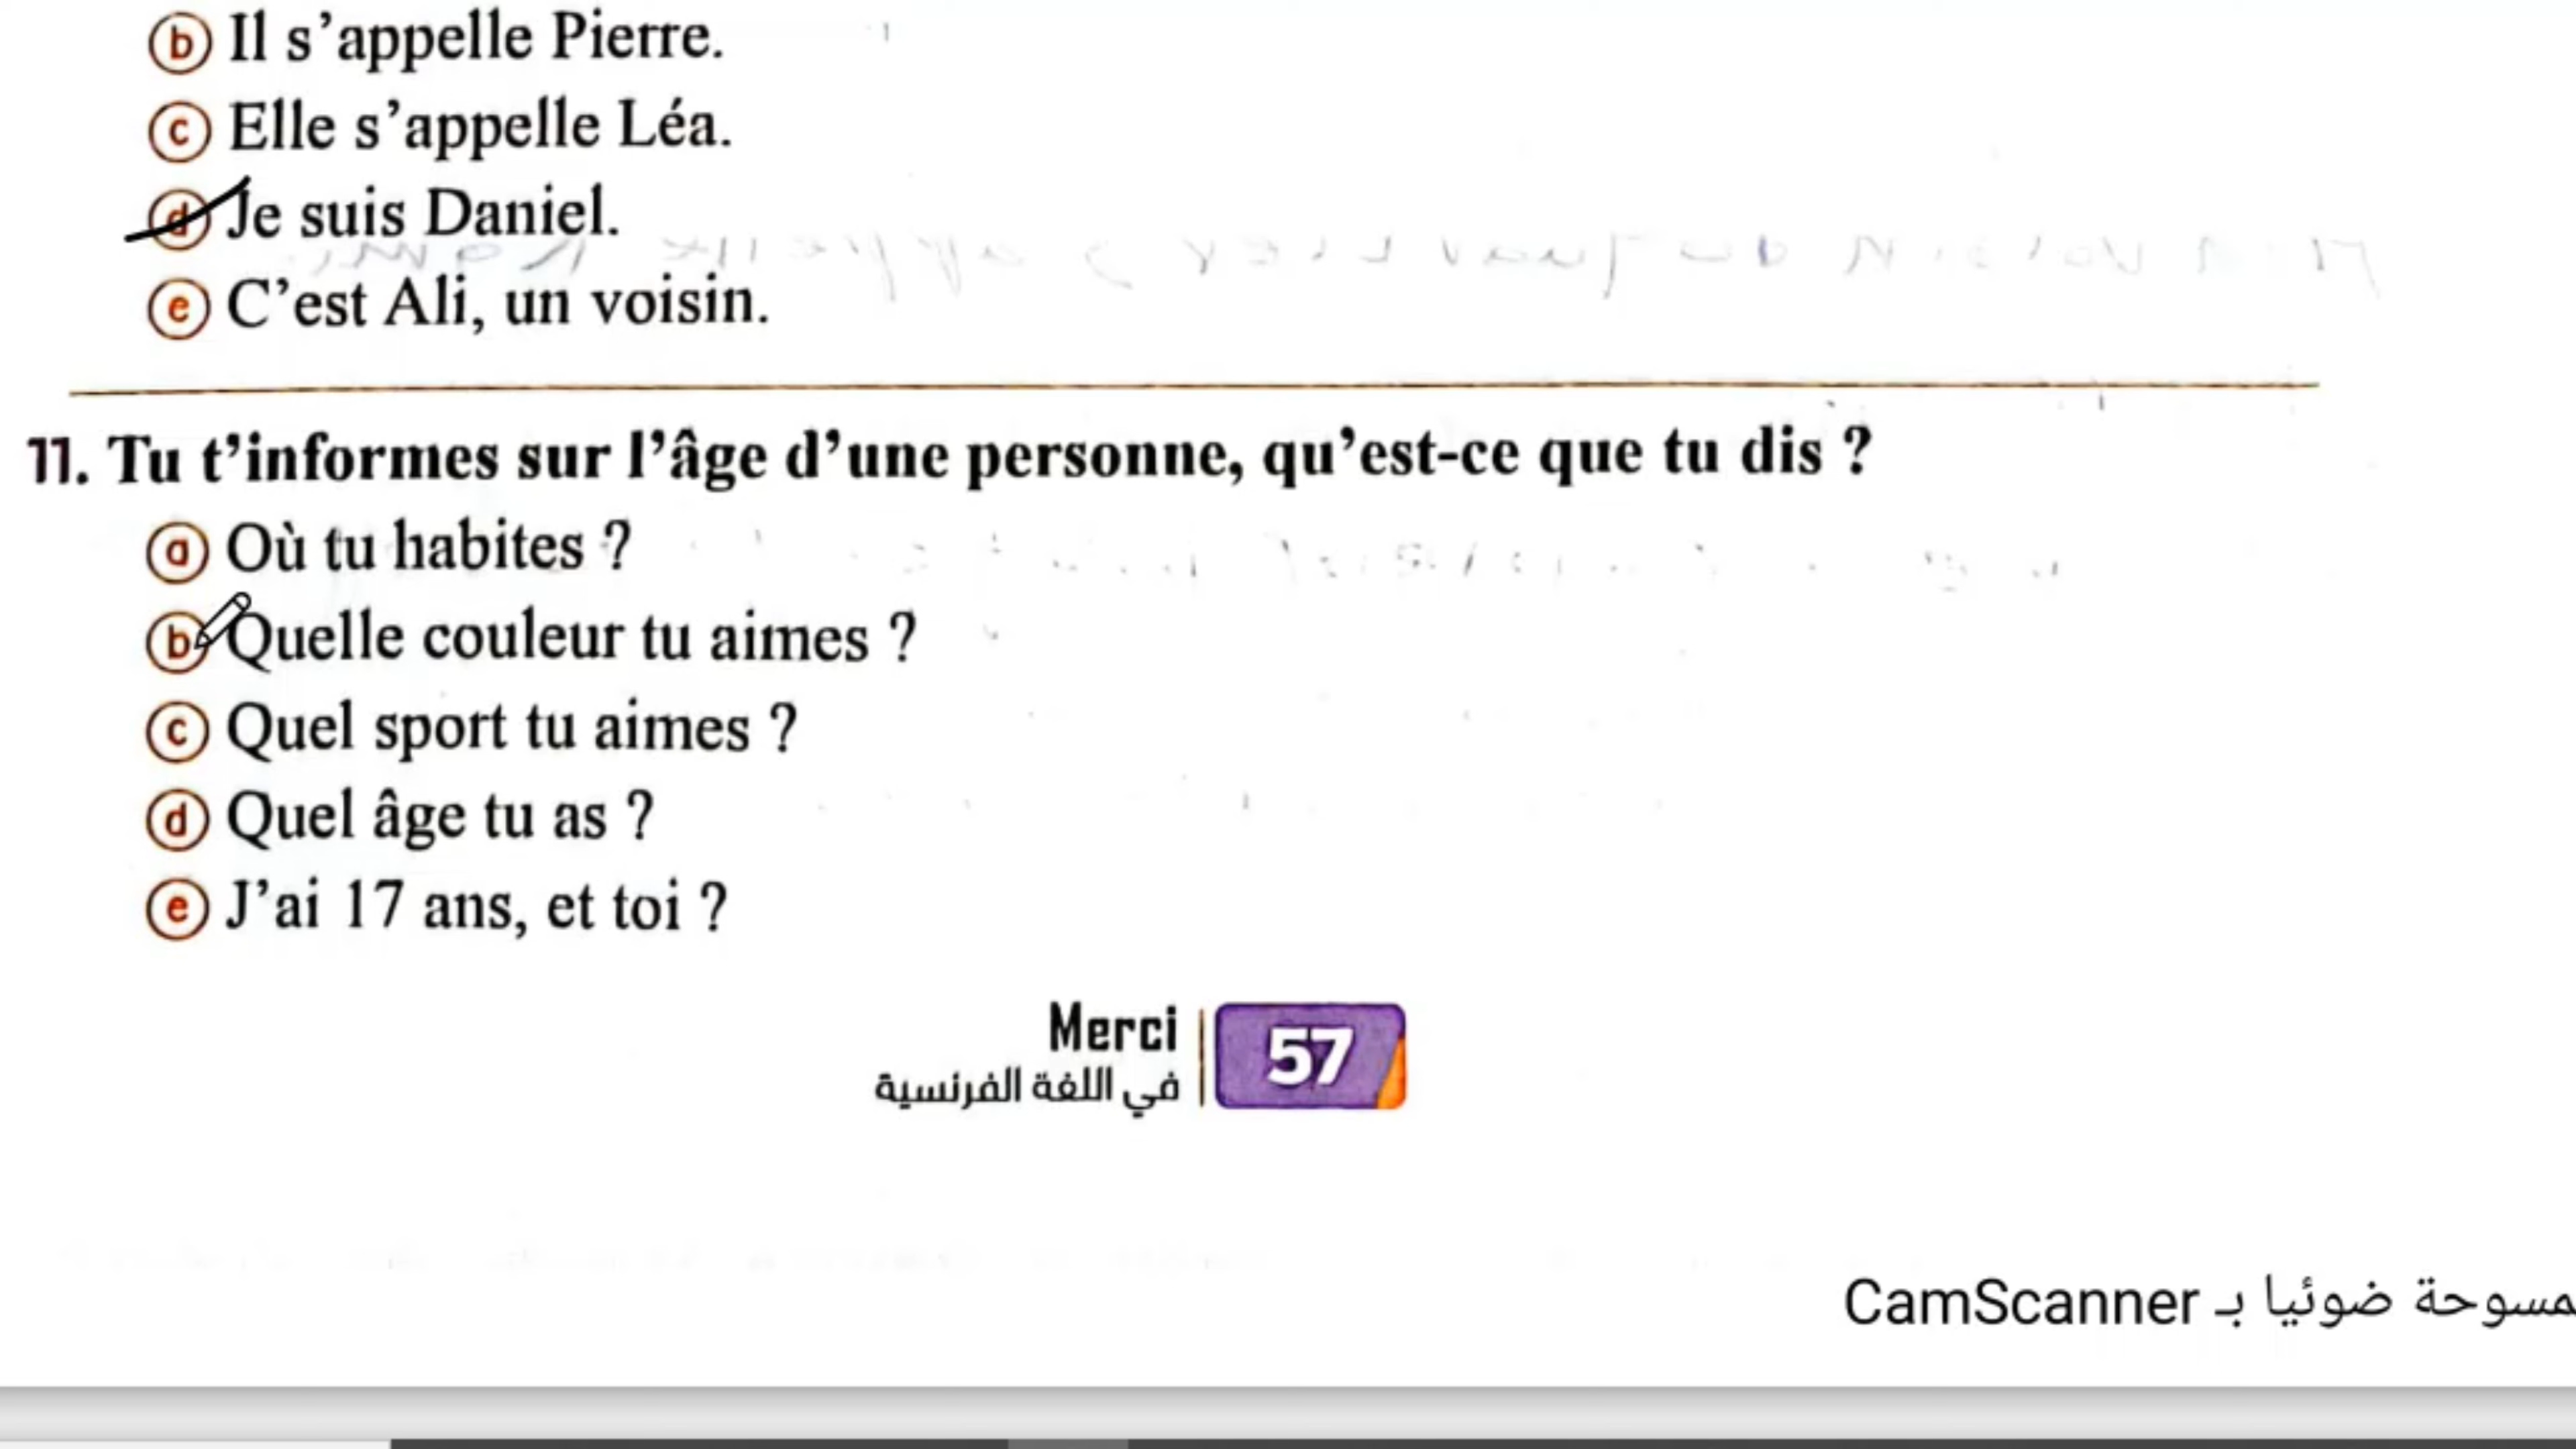 ⓑ Il s’appelle Pierre.
ⓒ Elle s’appelle Léa.
ⓓ Je suis Daniel.
ⓔ C’est Ali, un voisin.
11. Tu t’informes sur l’âge d’une personne, qu’est-ce que tu dis ?
ⓐ Où tu habites ?
ⓑ Quelle couleur tu aimes ?
ⓒ Quel sport tu aimes ?
ⓓ Quel âge tu as ?
ⓔ J’ai 17 ans, et toi ?
Merci
في اللغة الفرنسية
57
ضوئيا بـ CamScanner